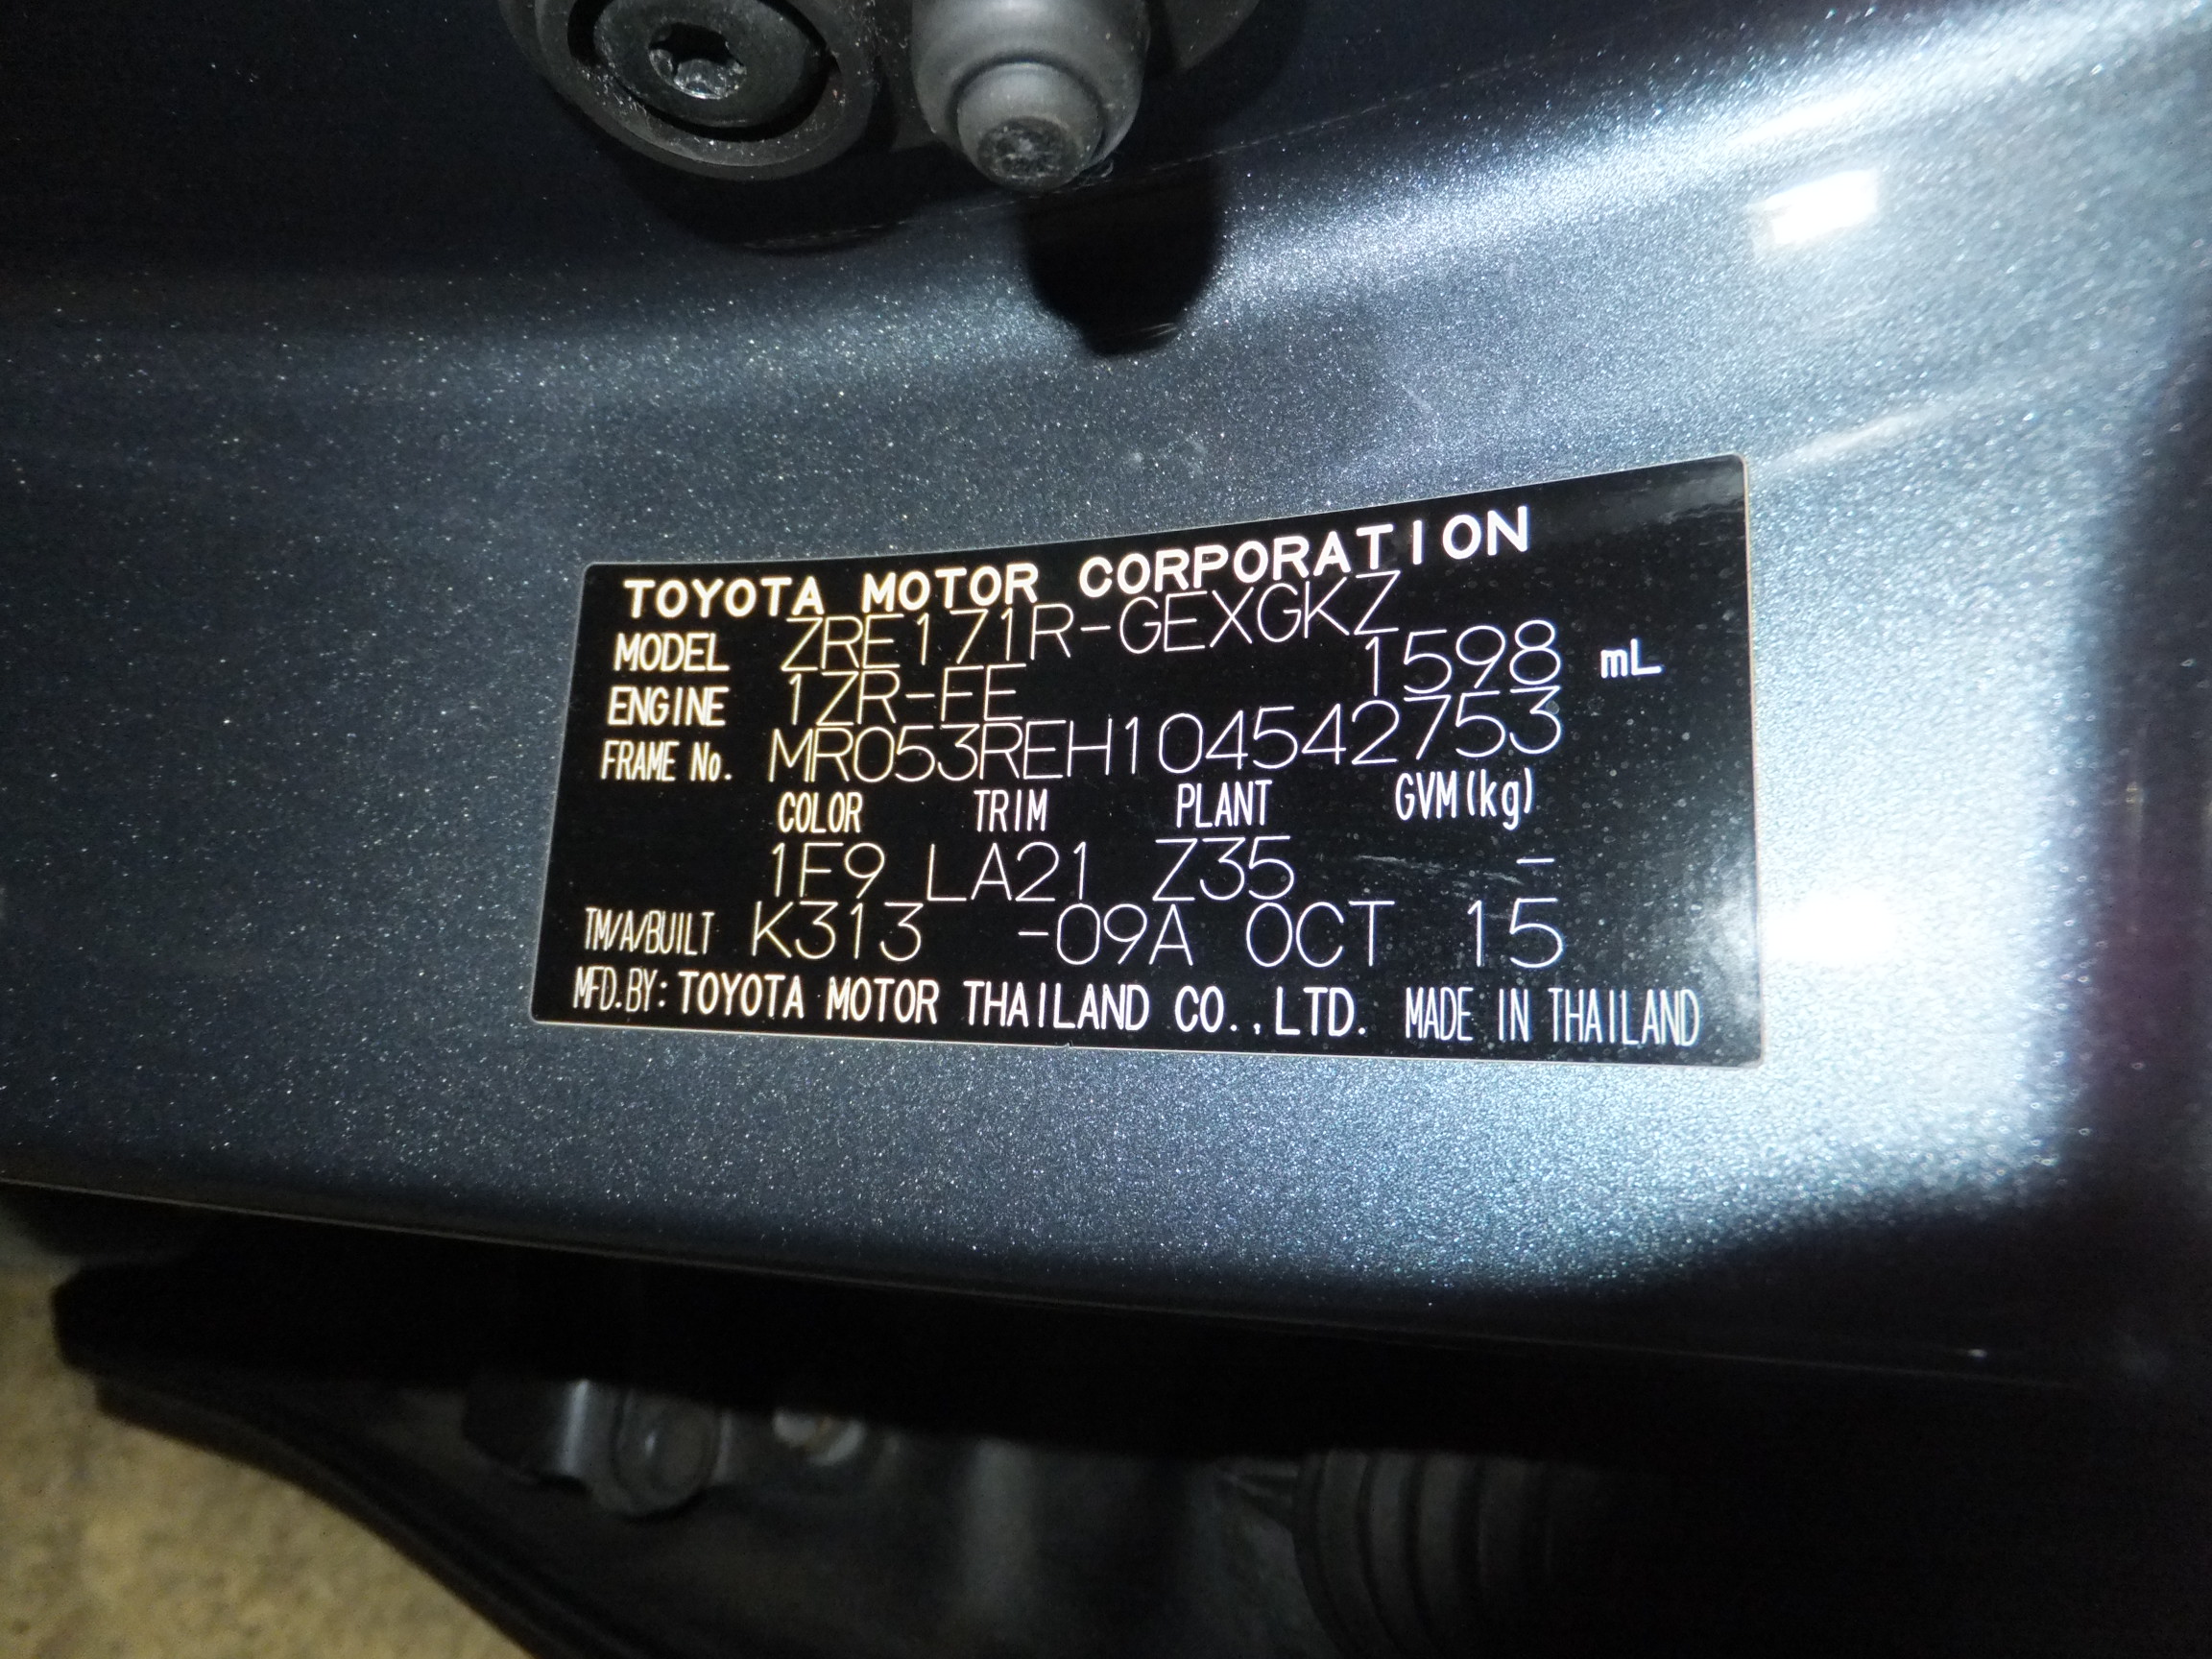 TOYOTA MOTOR CORPORATION
MODEL ZRE171R-GEXGKZ
ENGINE 1ZR-FE 1598 mL
FRAME No. MR053REH104542753
COLOR TRIM PLANT GVM(kg)
1F9 LA21 Z35 -
TM/A/BUILT K313 -09A OCT 15
MFD.BY: TOYOTA MOTOR THAILAND CO.,LTD. MADE IN THAILAND